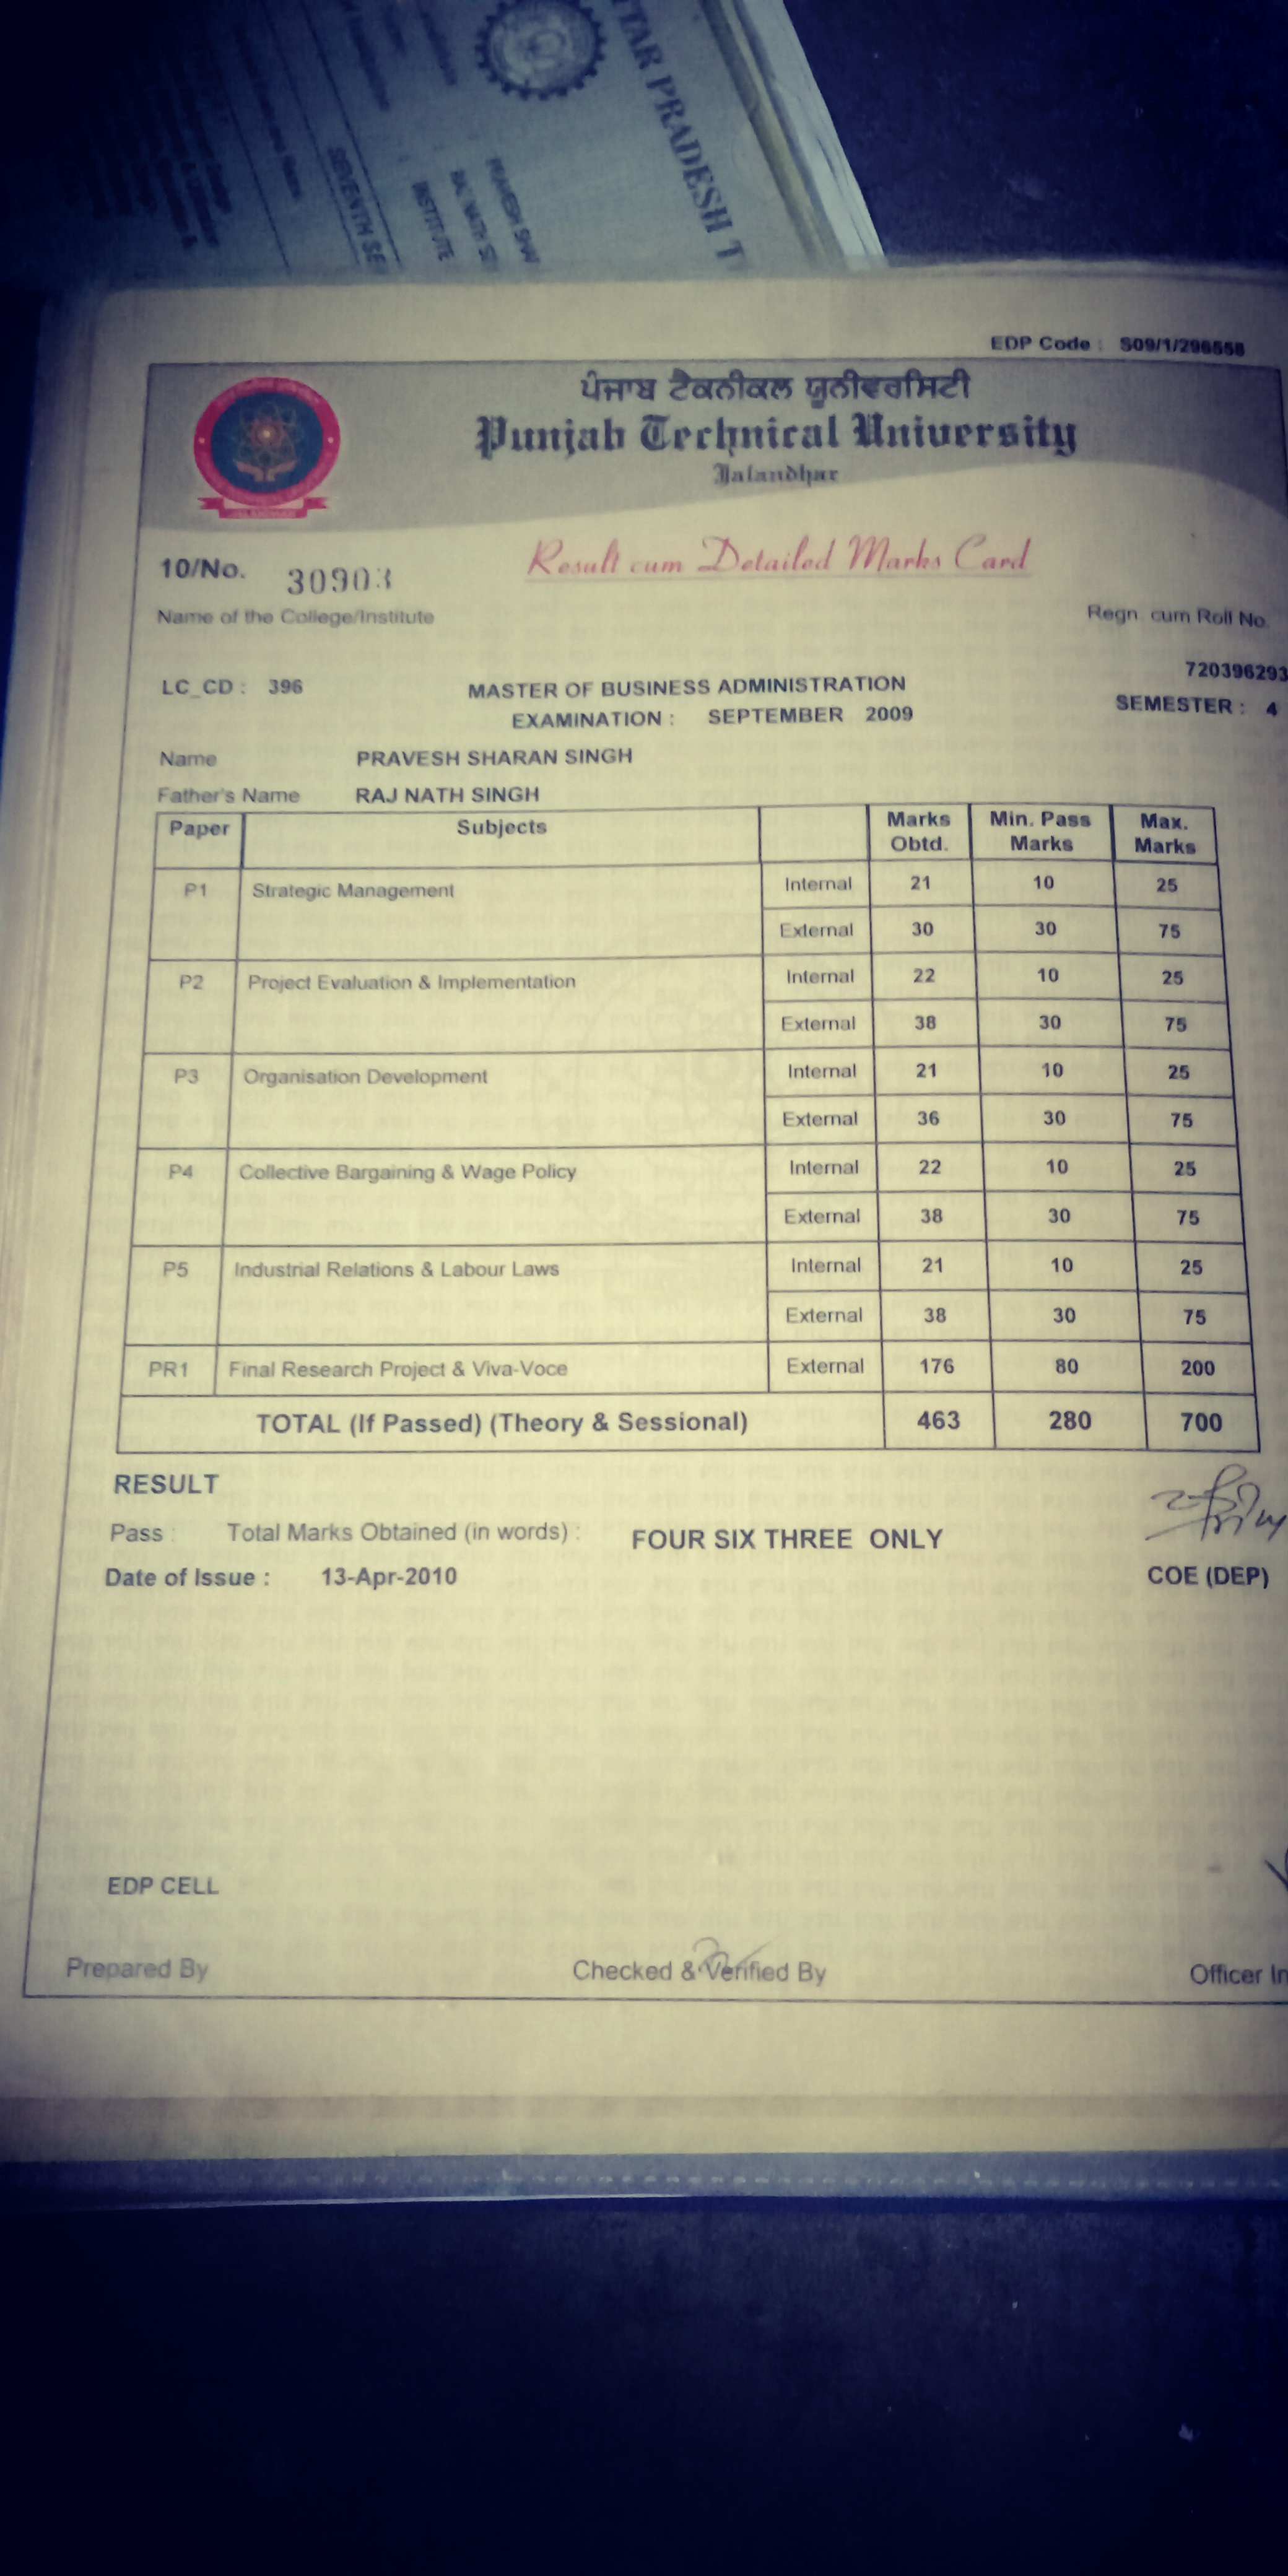 TTAR PRADESH T
PRAVESH SHAR
INSTITUTE
SEVENTH SE
EDP Code : S09/1/296558
ਪੰਜਾਬ ਟੈਕਨੀਕਲ ਯੂਨੀਵਰਸਿਟੀ
Punjab Technical University
Jalandhar
10/No. 30903 Result cum Detailed Marks Card
Name of the College/Institute Regn. cum Roll No.
720396293
LC_CD : 396 MASTER OF BUSINESS ADMINISTRATION
EXAMINATION : SEPTEMBER 2009 SEMESTER : 4
Name PRAVESH SHARAN SINGH
Father's Name RAJ NATH SINGH
Paper Subjects Marks Obtd. Min. Pass Marks Max. Marks
P1 Strategic Management Internal 21 10 25
External 30 30 75
P2 Project Evaluation & Implementation Internal 22 10 25
External 38 30 75
P3 Organisation Development Internal 21 10 25
External 36 30 75
P4 Collective Bargaining & Wage Policy Internal 22 10 25
External 38 30 75
P5 Industrial Relations & Labour Laws Internal 21 10 25
External 38 30 75
PR1 Final Research Project & Viva-Voce External 176 80 200
TOTAL (If Passed) (Theory & Sessional) 463 280 700
RESULT
Pass : Total Marks Obtained (in words) : FOUR SIX THREE ONLY
Date of Issue : 13-Apr-2010 COE (DEP)
EDP CELL
Prepared By Checked & Verified By Officer In